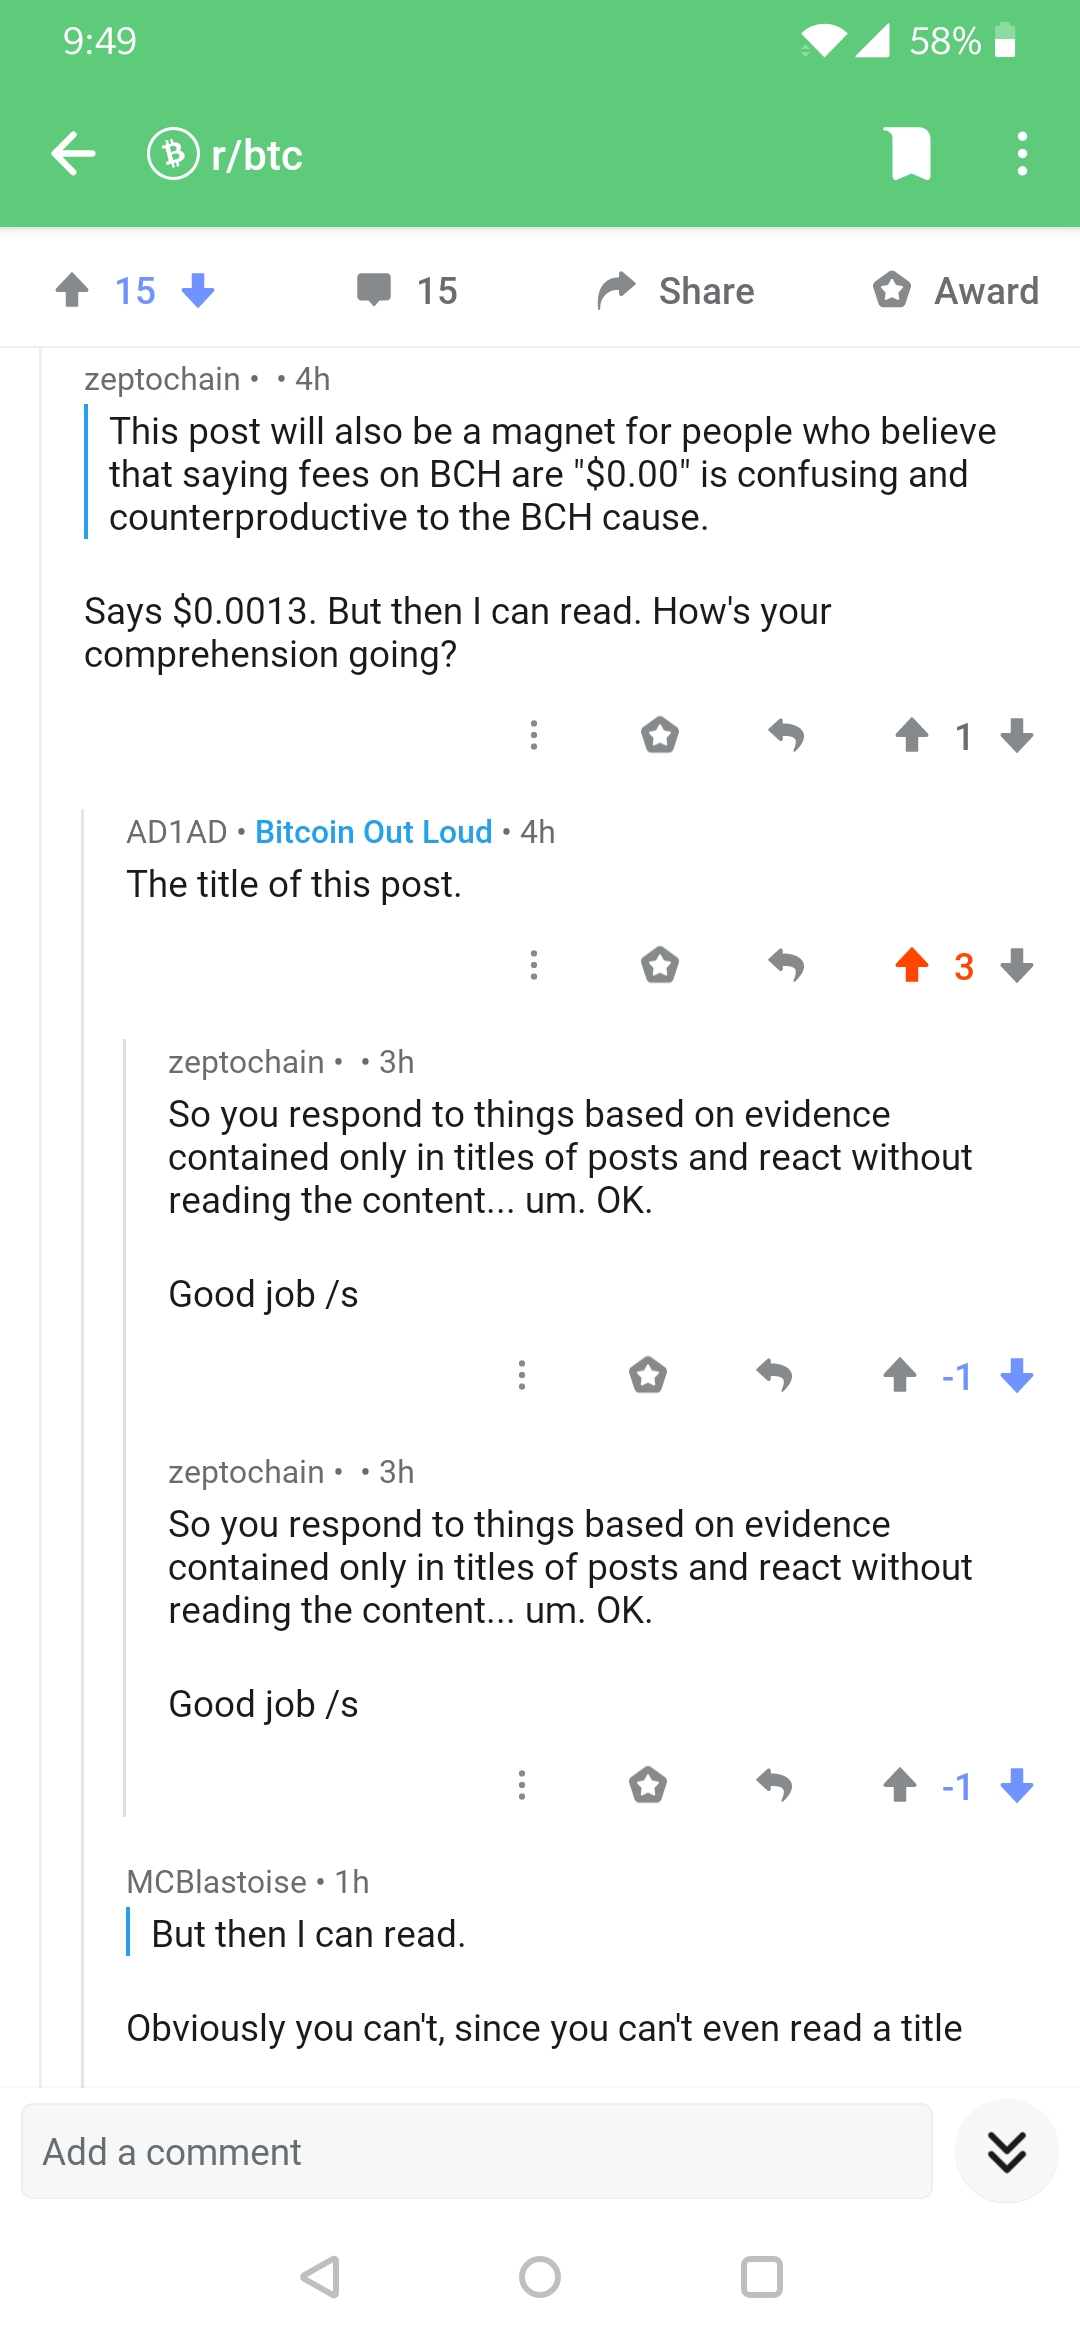 9:49
58%
r/btc
15
15
Share
Award
zeptochain • • 4h
This post will also be a magnet for people who believe
that saying fees on BCH are "$0.00" is confusing and
counterproductive to the BCH cause.
Says $0.0013. But then I can read. How's your
comprehension going?
1
AD1AD • Bitcoin Out Loud • 4h
The title of this post.
3
zeptochain • • 3h
So you respond to things based on evidence
contained only in titles of posts and react without
reading the content... um. OK.
Good job /s
-1
zeptochain • • 3h
So you respond to things based on evidence
contained only in titles of posts and react without
reading the content... um. OK.
Good job /s
-1
MCBlastoise • 1h
But then I can read.
Obviously you can't, since you can't even read a title
Add a comment